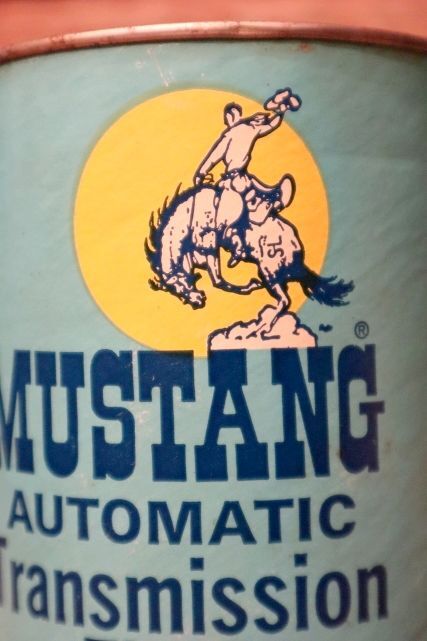 ®
MUSTANG
AUTOMATIC
Transmission